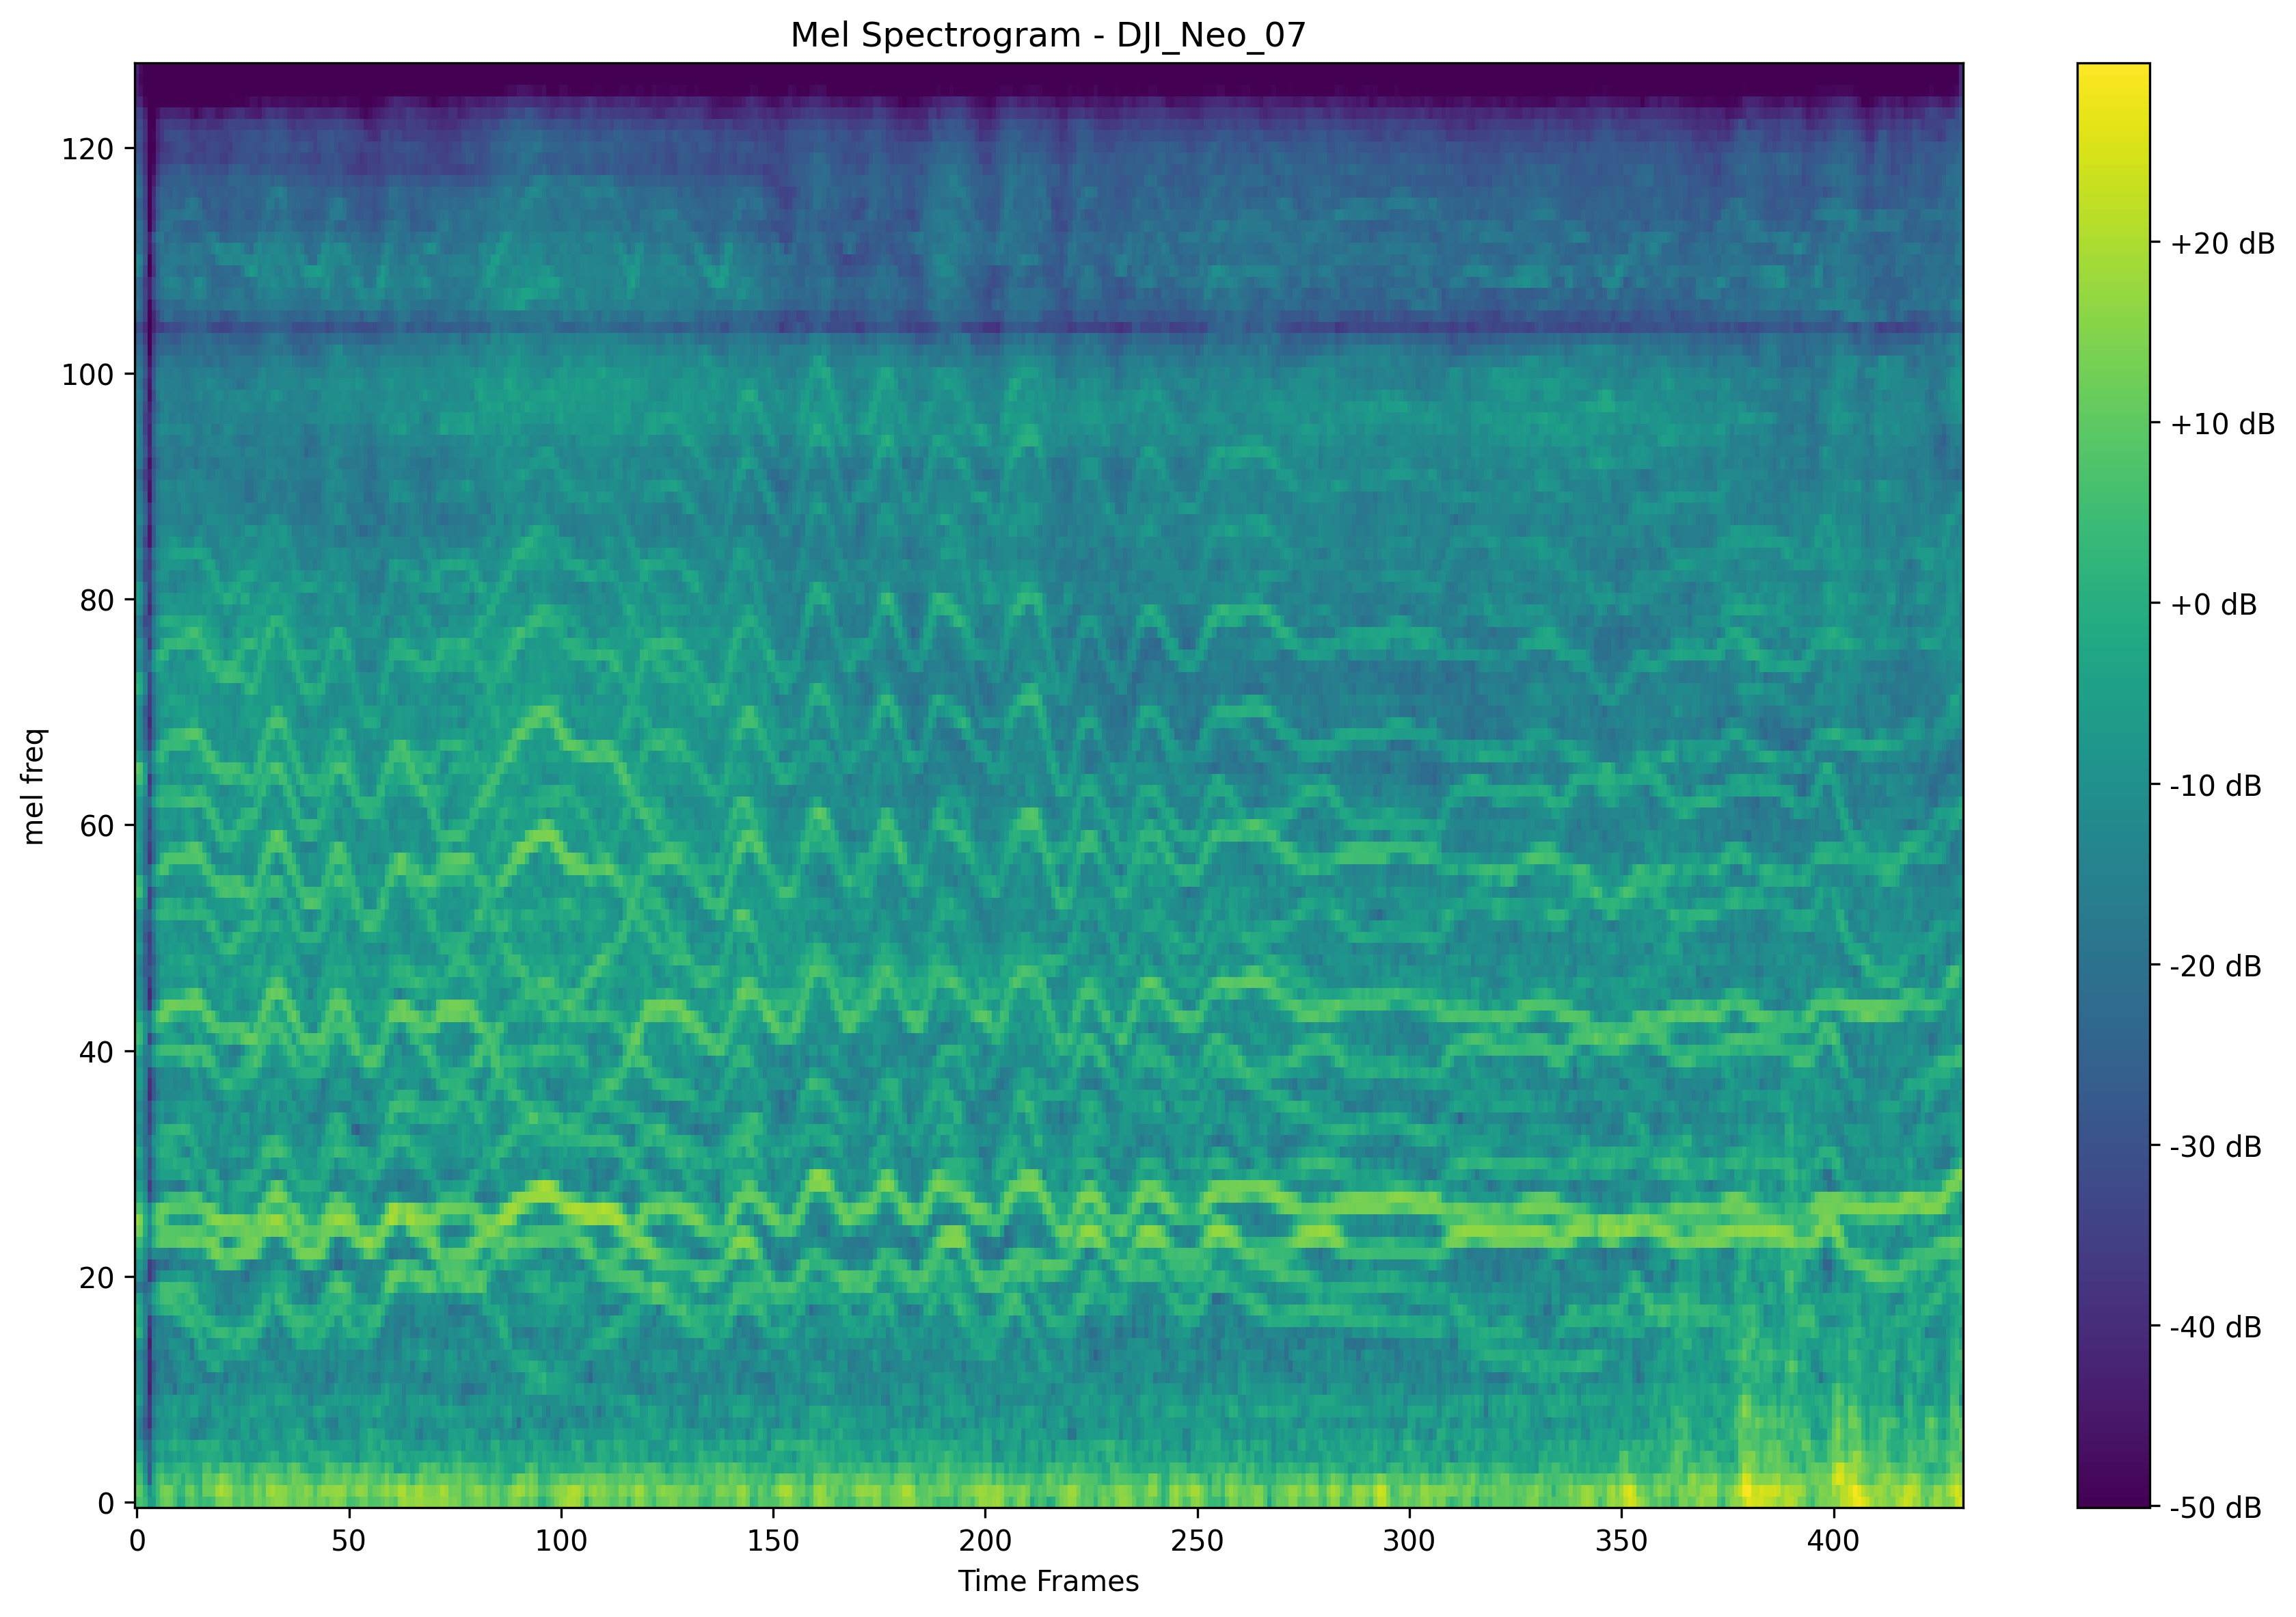 Mel Spectrogram - DJI_Neo_07
mel freq
120
100
80
60
40
20
0
0 50 100 150 200 250 300 350 400
Time Frames
+20 dB
+10 dB
+0 dB
-10 dB
-20 dB
-30 dB
-40 dB
-50 dB